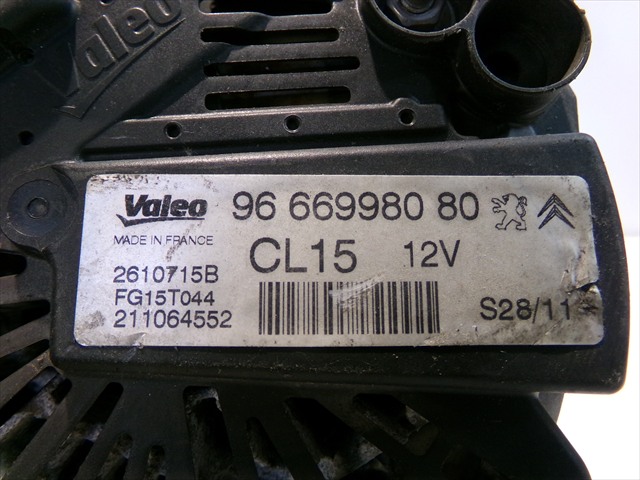 Valeo
Valeo 96 669980 80
MADE IN FRANCE
CL15 12V
2610715B
FG15T044
211064552
S28/11